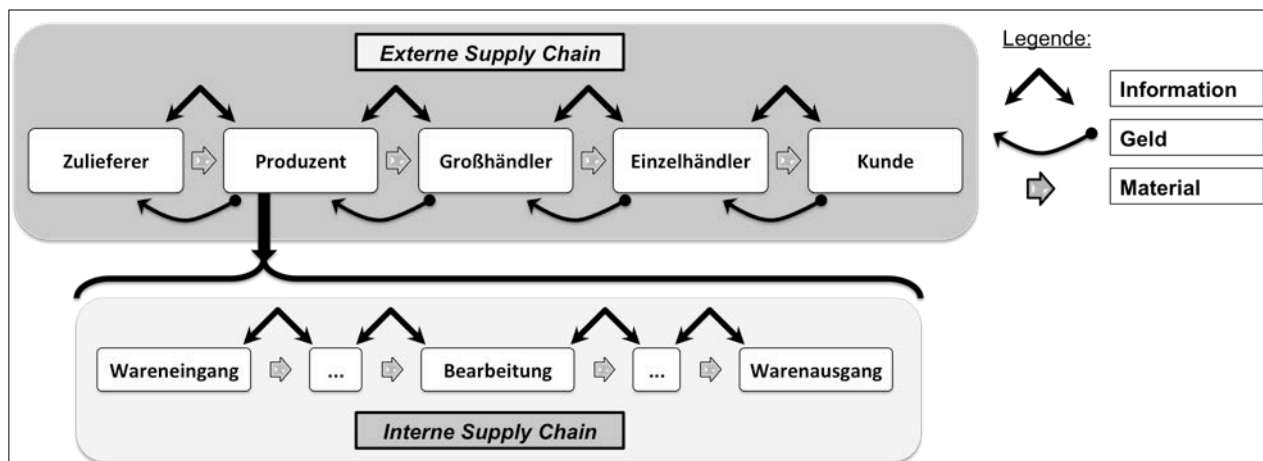 Externe Supply Chain
Legende:
Information
Zulieferer
Produzent
Großhändler
Einzelhändler
Kunde
Geld
Material
Wareneingang
...
Bearbeitung
...
Warenausgang
Interne Supply Chain